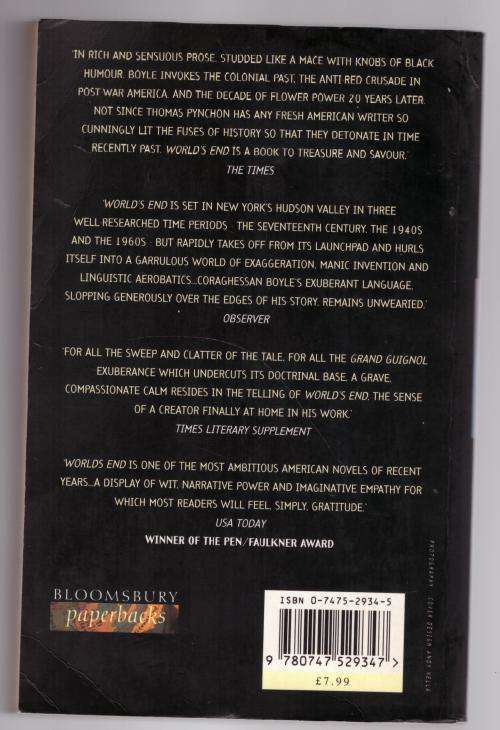 'IN RICH AND SENSUOUS PROSE, STUDDED LIKE A MACE WITH KNOBS OF BLACK
HUMOUR, BOYLE INVOKES THE COLONIAL PAST, THE ANTI RED CRUSADE IN
POST WAR AMERICA, AND THE DECADE OF FLOWER POWER 20 YEARS LATER.
NOT SINCE THOMAS PYNCHON HAS ANY FRESH AMERICAN WRITER SO
CUNNINGLY LIT THE FUSES OF HISTORY SO THAT THEY DETONATE IN TIME
RECENTLY PAST. WORLD'S END IS A BOOK TO TREASURE AND SAVOUR.'
THE TIMES
'WORLD'S END IS SET IN NEW YORK'S HUDSON VALLEY IN THREE
WELL-RESEARCHED TIME PERIODS - THE SEVENTEENTH CENTURY, THE 1940S
AND THE 1960S - BUT RAPIDLY TAKES OFF FROM ITS LAUNCHPAD AND HURLS
ITSELF INTO A GARRULOUS WORLD OF EXAGGERATION, MANIC INVENTION AND
LINGUISTIC AEROBATICS...CORAGHESSAN BOYLE'S EXUBERANT LANGUAGE,
SLOPPING GENEROUSLY OVER THE EDGES OF HIS STORY, REMAINS UNWEARIED.'
OBSERVER
'FOR ALL THE SWEEP AND CLATTER OF THE TALE, FOR ALL THE GRAND GUIGNOL
EXUBERANCE WHICH UNDERCUTS ITS DOCTRINAL BASE, A GRAVE,
COMPASSIONATE CALM RESIDES IN THE TELLING OF WORLD'S END, THE SENSE
OF A CREATOR FINALLY AT HOME IN HIS WORK.'
TIMES LITERARY SUPPLEMENT
'WORLDS END IS ONE OF THE MOST AMBITIOUS AMERICAN NOVELS OF RECENT
YEARS...A DISPLAY OF WIT, NARRATIVE POWER AND IMAGINATIVE EMPATHY FOR
WHICH MOST READERS WILL FEEL, SIMPLY, GRATITUDE.'
USA TODAY
WINNER OF THE PEN/FAULKNER AWARD
BLOOMSBURY
paperbacks
ISBN 0-7475-2934-5
9 780747 529347 >
£7.99
PHOTOGRAPHY
COVER DESIGN ANDY VELLA